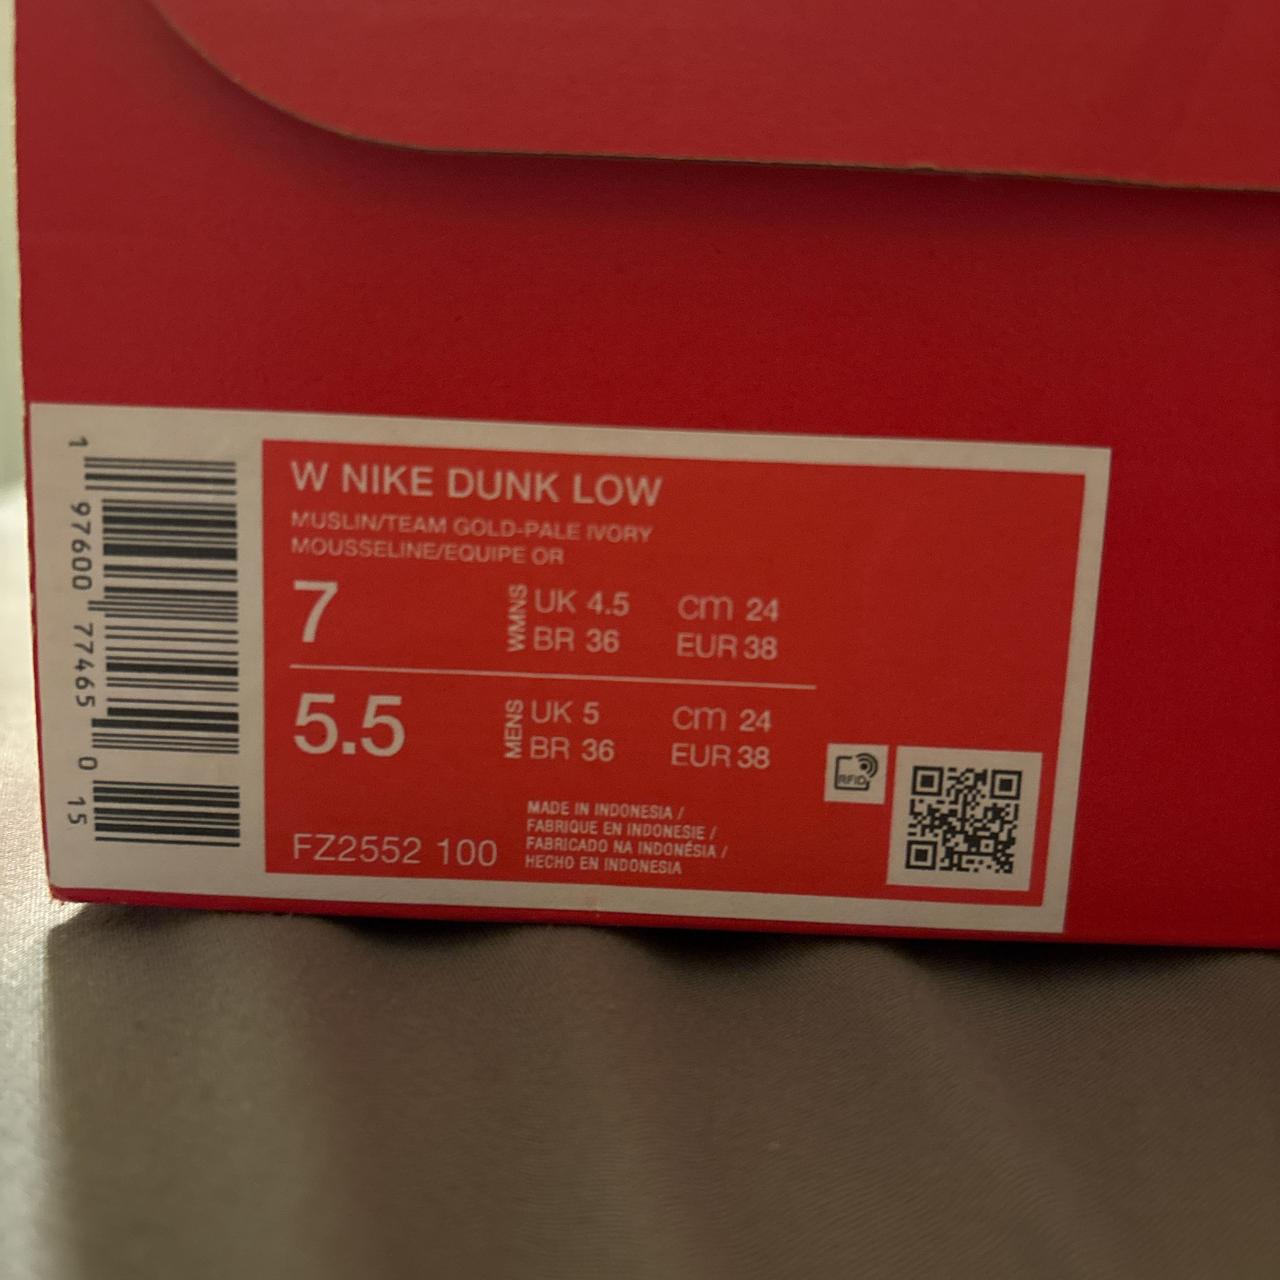 W NIKE DUNK LOW
MUSLIN/TEAM GOLD-PALE IVORY
MOUSSELINE/EQUIPE OR
7
WMNS
UK 4.5 cm 24
BR 36 EUR 38
5.5
MENS
UK 5 cm 24
BR 36 EUR 38
FZ2552 100
MADE IN INDONESIA /
FABRIQUE EN INDONESIE /
FABRICADO NA INDONÉSIA /
HECHO EN INDONESIA
RFID
1 97600 77465 0 15